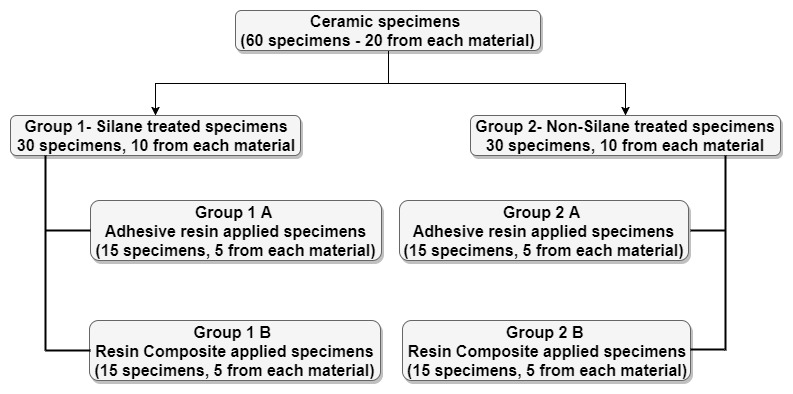 Ceramic specimens
(60 specimens - 20 from each material)
Group 1- Silane treated specimens
30 specimens, 10 from each material
Group 2- Non-Silane treated specimens
30 specimens, 10 from each material
Group 1 A
Adhesive resin applied specimens
(15 specimens, 5 from each material)
Group 2 A
Adhesive resin applied specimens
(15 specimens, 5 from each material)
Group 1 B
Resin Composite applied specimens
(15 specimens, 5 from each material)
Group 2 B
Resin Composite applied specimens
(15 specimens, 5 from each material)